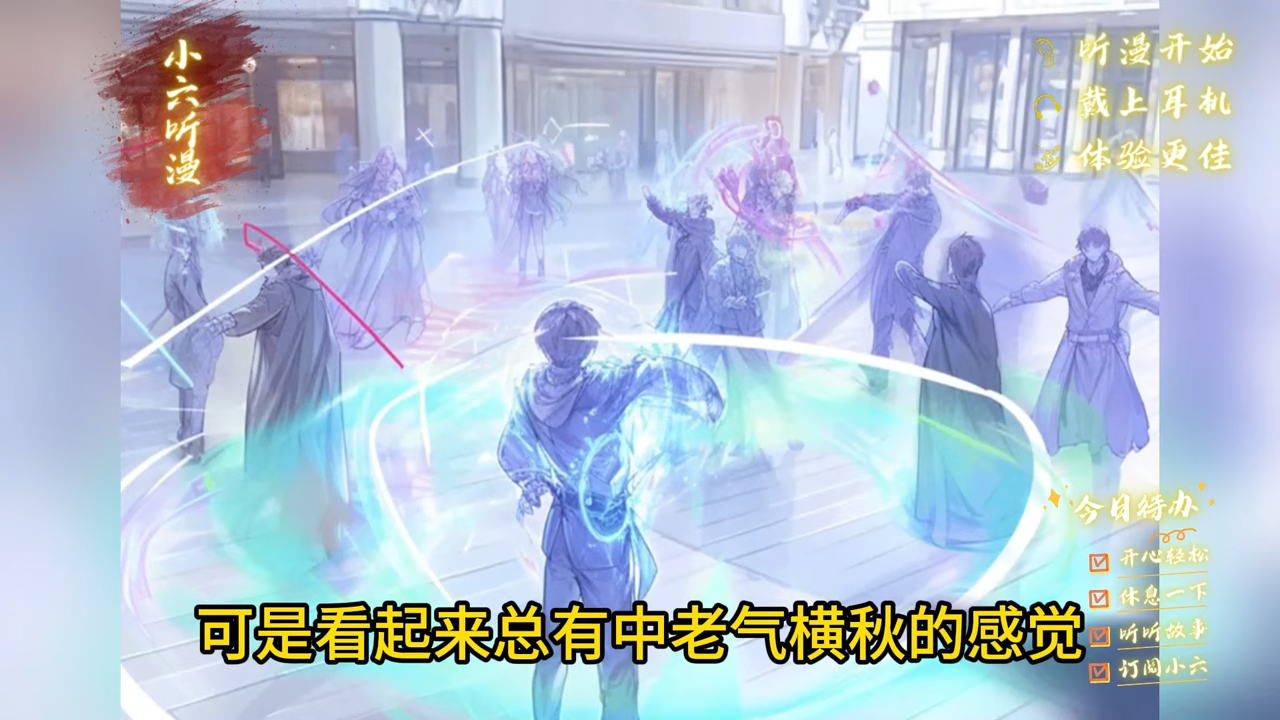 小六听漫
听漫开始
戴上耳机
体验更佳
今日待办
开心轻松
休息一下
听听故事
订阅小六
可是看起来总有中老气横秋的感觉